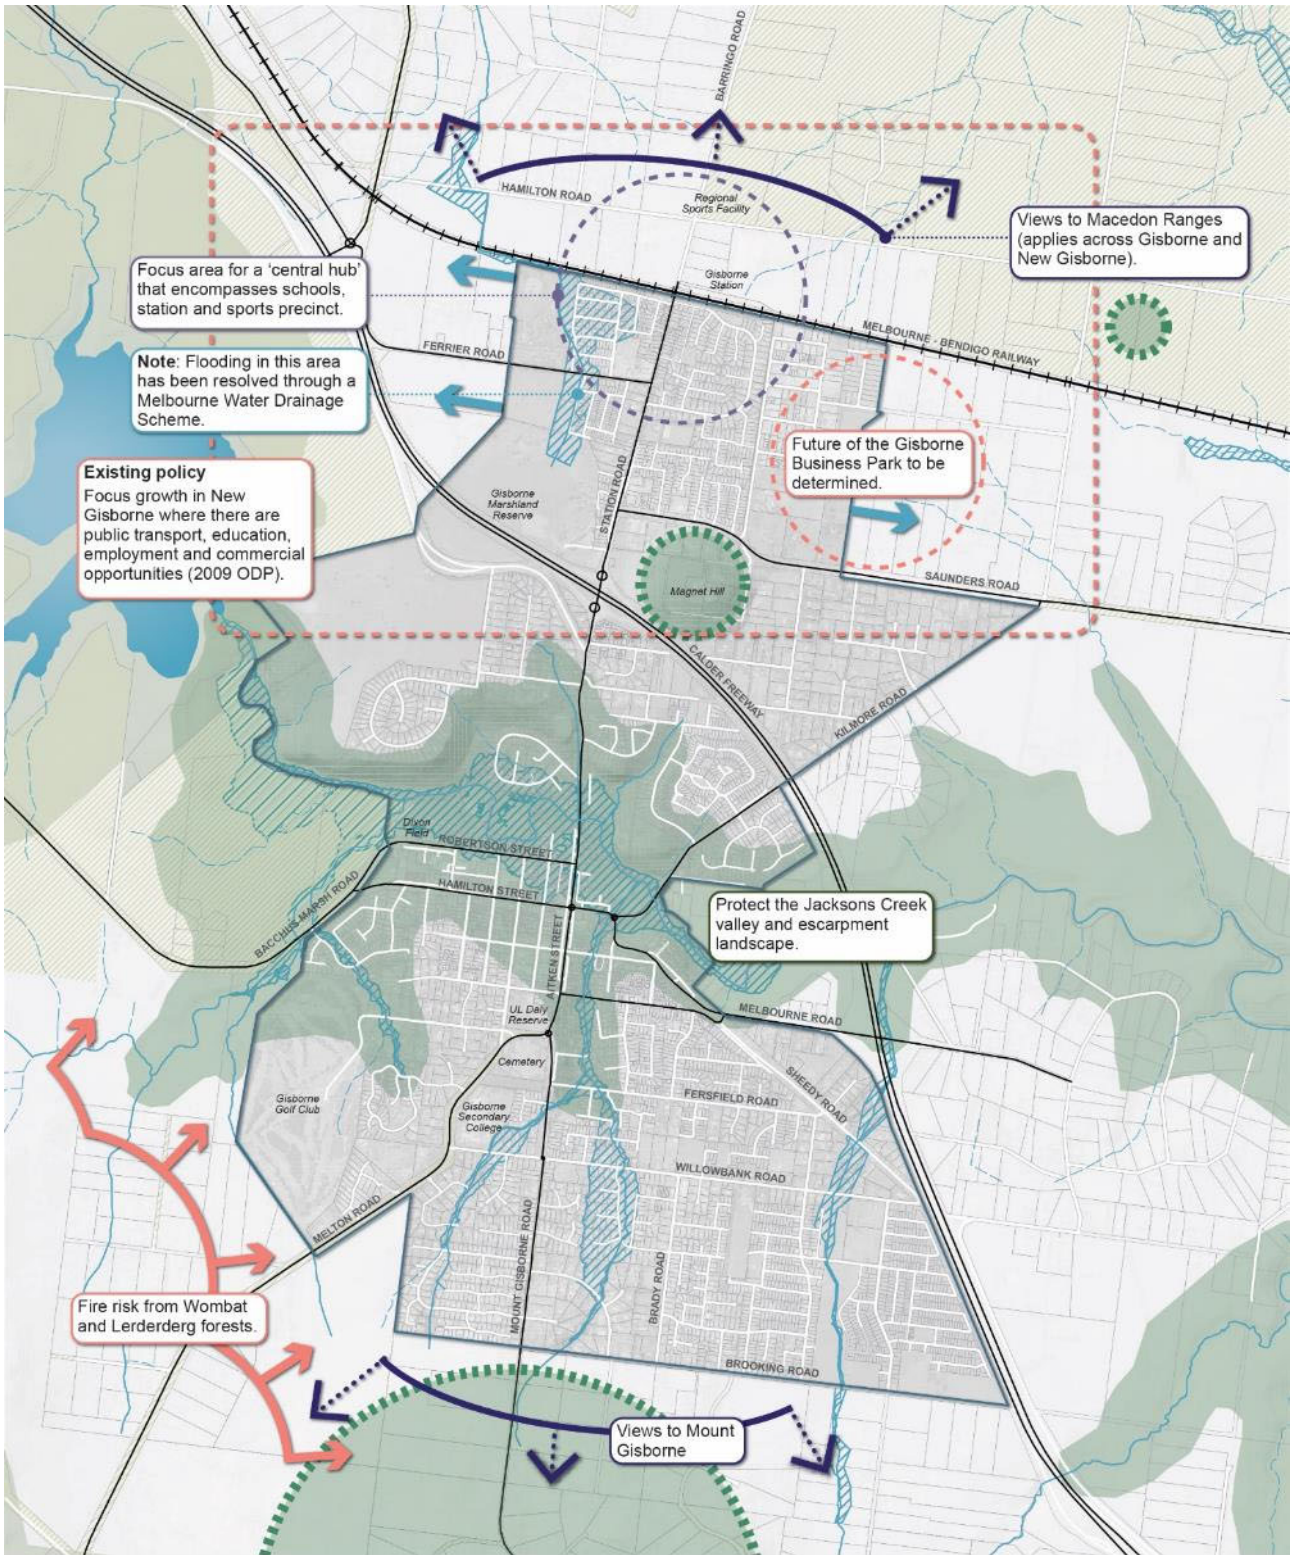 BARRINGO ROAD
HAMILTON ROAD
Regional
Sports Facility
Views to Macedon Ranges
(applies across Gisborne and
New Gisborne).
Focus area for a ‘central hub’
that encompasses schools,
station and sports precinct.
Gisborne
Station
MELBOURNE - BENDIGO RAILWAY
FERRIER ROAD
Note: Flooding in this area
has been resolved through a
Melbourne Water Drainage
Scheme.
Future of the Gisborne
Business Park to be
determined.
Existing policy
Focus growth in New
Gisborne where there are
public transport, education,
employment and commercial
opportunities (2009 ODP).
Gisborne
Marshland
Reserve
STATION ROAD
Magnet Hill
SAUNDERS ROAD
CALDER FREEWAY
KILMORE ROAD
Dixon
Field
ROBERTSON STREET
HAMILTON STREET
BACCHUS MARSH ROAD
AITKEN STREET
Protect the Jacksons Creek
valley and escarpment
landscape.
UL Daly
Reserve
MELBOURNE ROAD
Cemetery
SHEEDY ROAD
Gisborne
Golf Club
Gisborne
Secondary
College
FERSFIELD ROAD
WILLOWBANK ROAD
MELTON ROAD
MOUNT GISBORNE ROAD
BRADY ROAD
Fire risk from Wombat
and Lerderderg forests.
BROOKING ROAD
Views to Mount
Gisborne